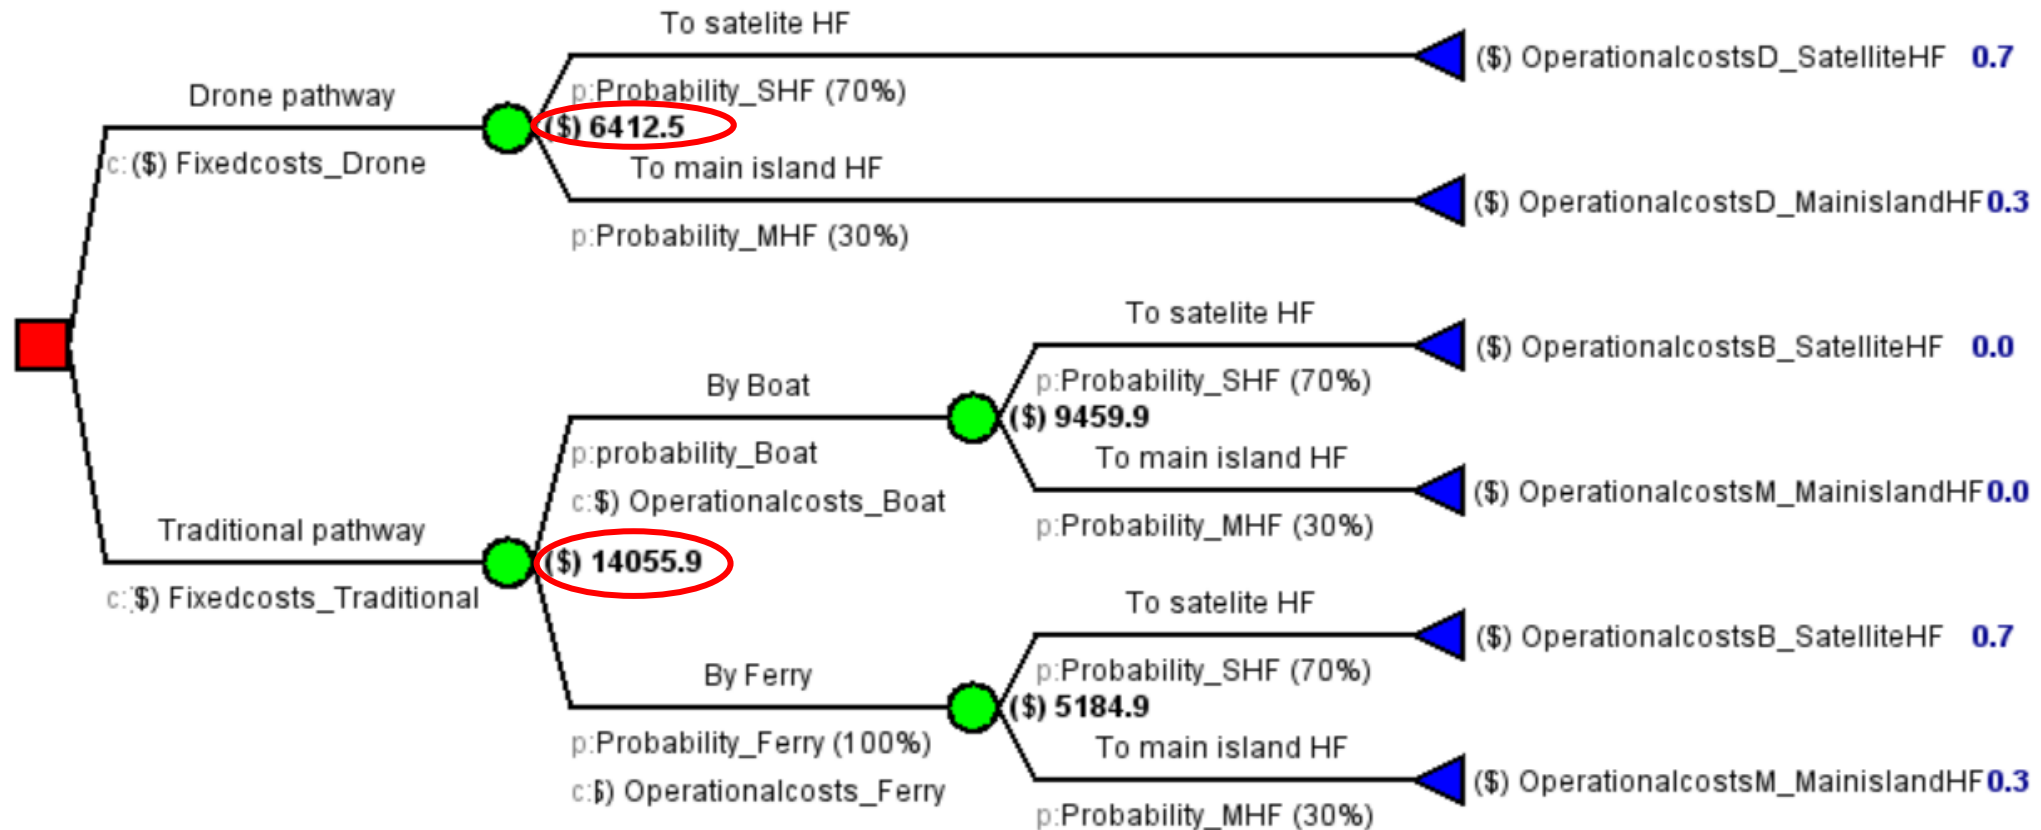 To satelite HF
($) OperationalcostsD_SatelliteHF 0.7
Drone pathway
p:Probability_SHF (70%)
($) 6412.5
c:($) Fixedcosts_Drone
To main island HF
($) OperationalcostsD_MainislandHF 0.3
p:Probability_MHF (30%)
To satelite HF
($) OperationalcostsB_SatelliteHF 0.0
By Boat
p:Probability_SHF (70%)
($) 9459.9
p:probability_Boat
To main island HF
c:$) Operationalcosts_Boat
($) OperationalcostsM_MainislandHF 0.0
Traditional pathway
p:Probability_MHF (30%)
($) 14055.9
c:$) Fixedcosts_Traditional
To satelite HF
($) OperationalcostsB_SatelliteHF 0.7
By Ferry
p:Probability_SHF (70%)
($) 5184.9
p:Probability_Ferry (100%)
To main island HF
c:$) Operationalcosts_Ferry
($) OperationalcostsM_MainislandHF 0.3
p:Probability_MHF (30%)